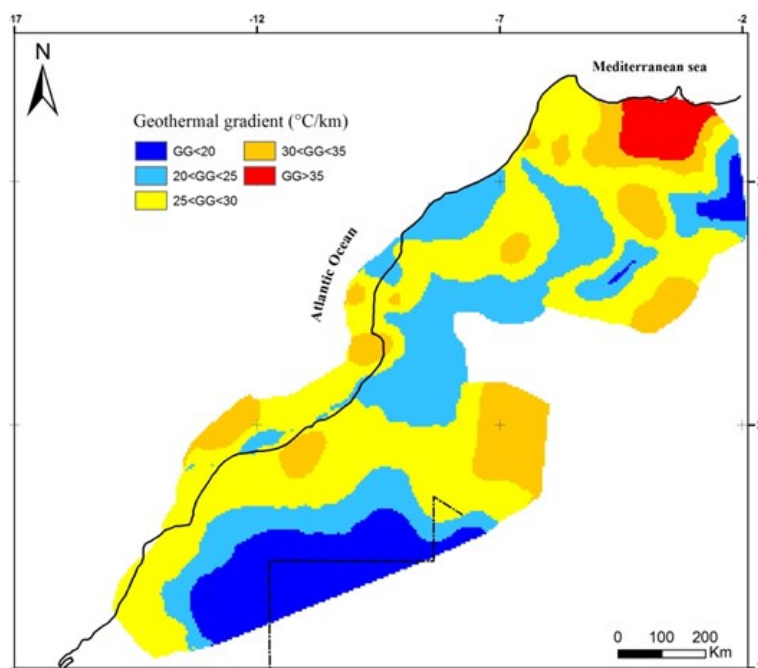 17
-12
-7
-2
N
Mediterranean sea
Geothermal gradient (°C/km)
GG<20
30<GG<35
20<GG<25
GG>35
25<GG<30
Atlantic Ocean
0 100 200
Km